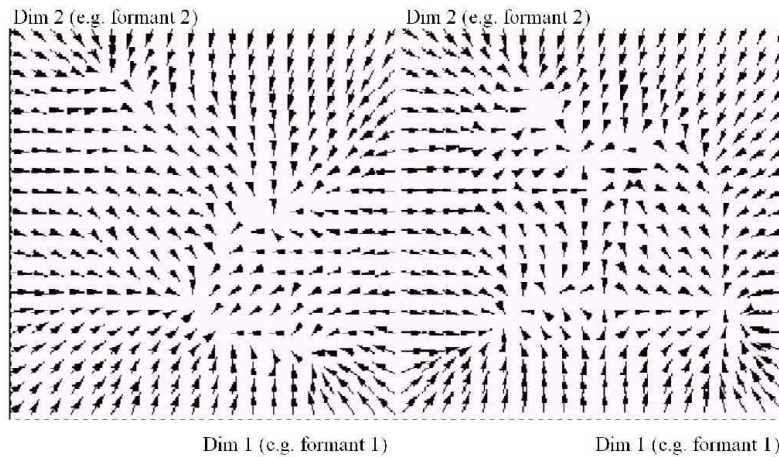 Dim 2 (e.g. formant 2)
Dim 2 (e.g. formant 2)
Dim 1 (e.g. formant 1)
Dim 1 (e.g. formant 1)